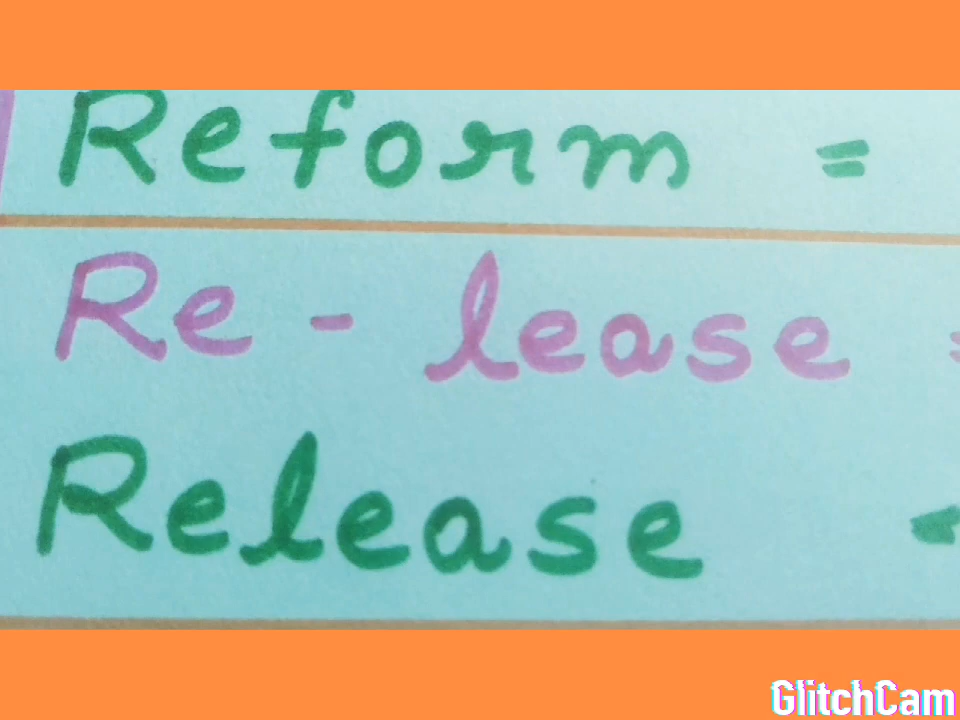 Reform =
Re - lease =
Release -
GlitchCam